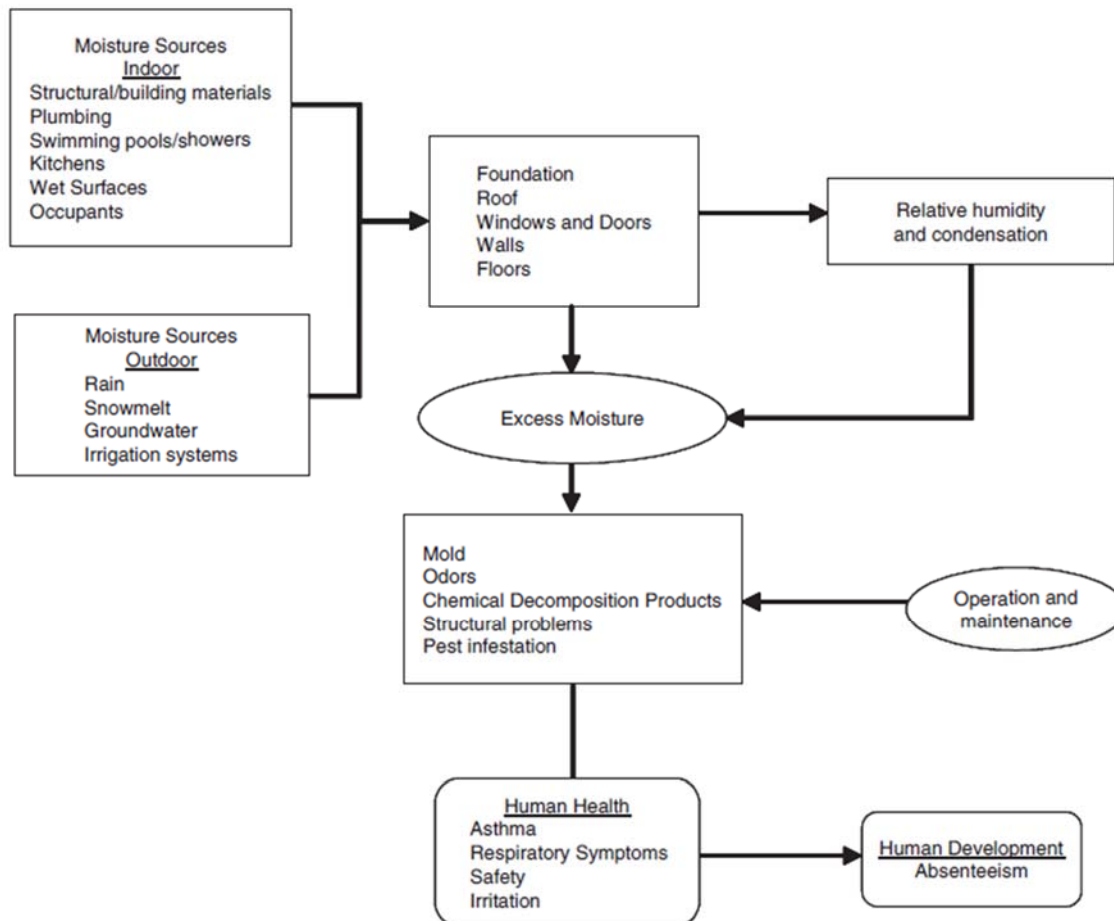 Moisture Sources
Indoor
Structural/building materials
Plumbing
Swimming pools/showers
Kitchens
Wet Surfaces
Occupants
Moisture Sources
Outdoor
Rain
Snowmelt
Groundwater
Irrigation systems
Foundation
Roof
Windows and Doors
Walls
Floors
Relative humidity
and condensation
Excess Moisture
Mold
Odors
Chemical Decomposition Products
Structural problems
Pest infestation
Operation and
maintenance
Human Health
Asthma
Respiratory Symptoms
Safety
Irritation
Human Development
Absenteeism